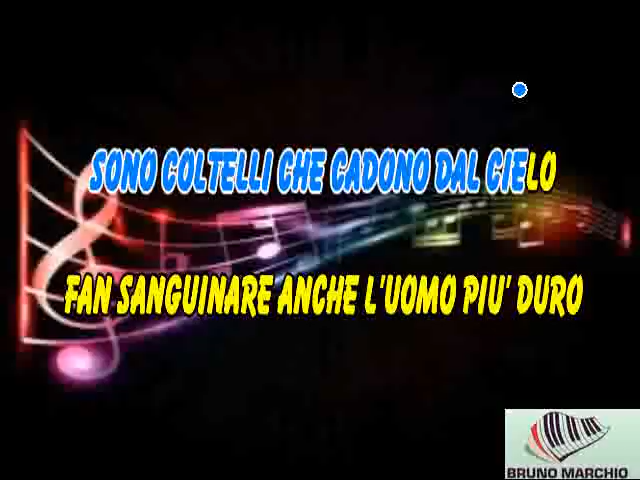 SONO COLTELLI CHE CADONO DAL CIELO
FAN SANGUINARE ANCHE L'UOMO PIU' DURO
BRUNO MARCHIO